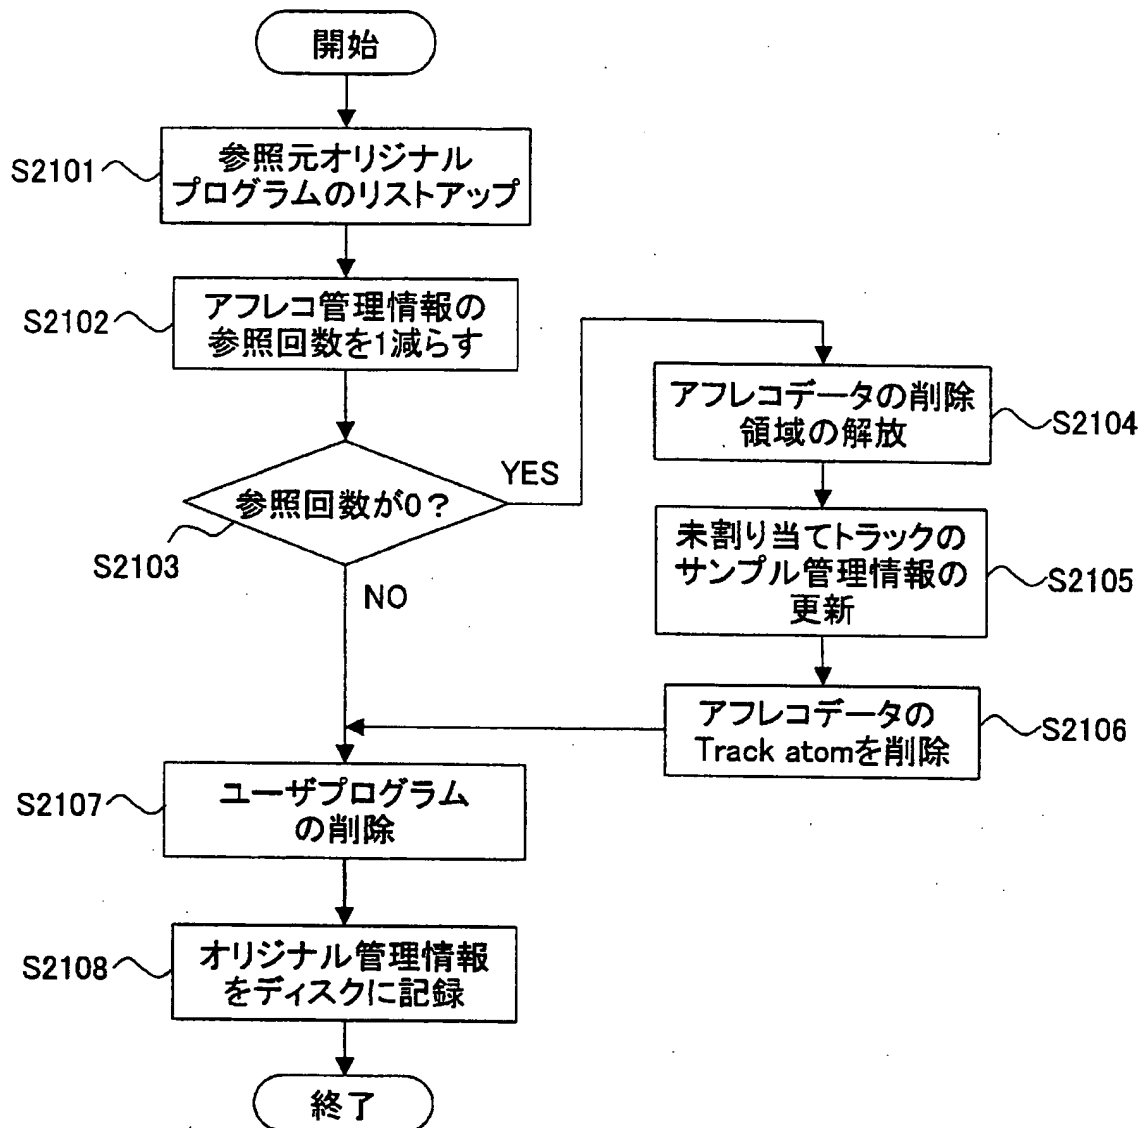 開始
S2101
参照元オリジナル
プログラムのリストアップ
S2102
アフレコ管理情報の
参照回数を1減らす
S2103
参照回数が0？
YES
NO
アフレコデータの削除
領域の解放
S2104
未割り当てトラックの
サンプル管理情報の
更新
S2105
アフレコデータの
Track atomを削除
S2106
S2107
ユーザプログラム
の削除
S2108
オリジナル管理情報
をディスクに記録
終了